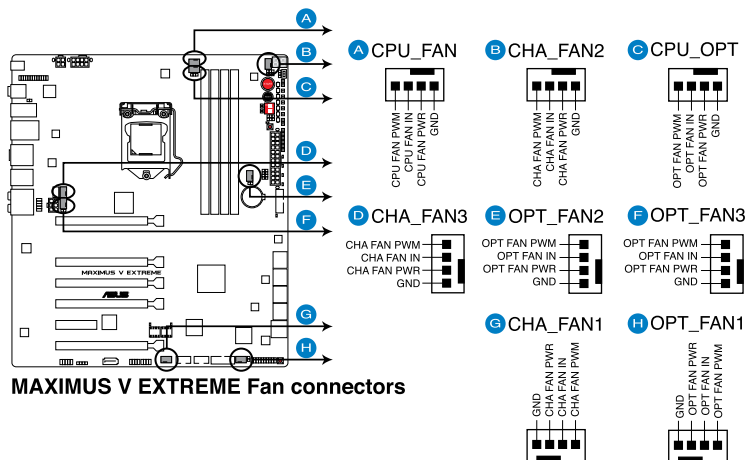 A
B
C
D
E
F
G
H
MAXIMUS V EXTREME
ASUS
MAXIMUS V EXTREME Fan connectors
A CPU_FAN
CPU FAN PWM
CPU FAN IN
CPU FAN PWR
GND
B CHA_FAN2
CHA FAN PWM
CHA FAN IN
CHA FAN PWR
GND
C CPU_OPT
OPT FAN PWM
OPT FAN IN
OPT FAN PWR
GND
D CHA_FAN3
CHA FAN PWM
CHA FAN IN
CHA FAN PWR
GND
E OPT_FAN2
OPT FAN PWM
OPT FAN IN
OPT FAN PWR
GND
F OPT_FAN3
OPT FAN PWM
OPT FAN IN
OPT FAN PWR
GND
G CHA_FAN1
GND
CHA FAN PWR
CHA FAN IN
CHA FAN PWM
H OPT_FAN1
GND
OPT FAN PWR
OPT FAN IN
OPT FAN PWM